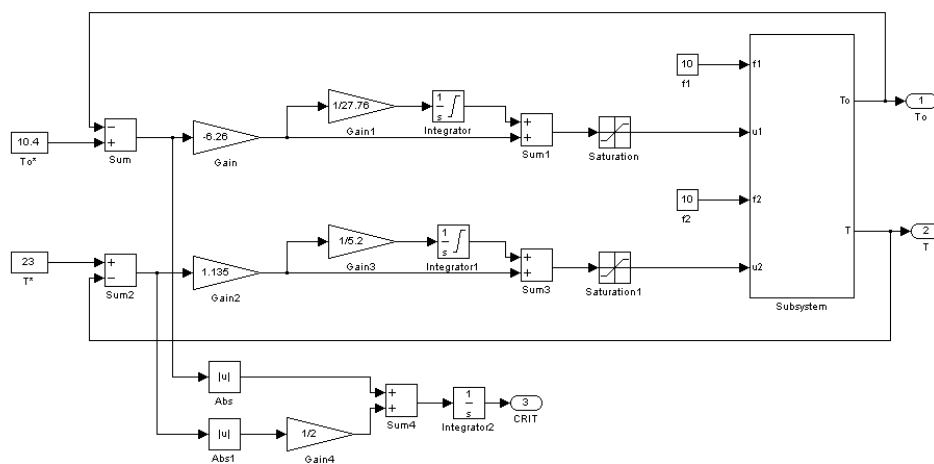 10
f1
f1
To
1
To
1/27.76
Gain1
1
s
Integrator
10.4
To*
−
+
Sum
-6.26
Gain
+
+
Sum1
Saturation
u1
10
f2
f2
1/5.2
Gain3
1
s
Integrator1
23
T*
+
−
Sum2
1.135
Gain2
+
+
Sum3
Saturation1
u2
T
2
T
Subsystem
|u|
Abs
+
+
Sum4
1
s
Integrator2
3
CRIT
|u|
Abs1
1/2
Gain4